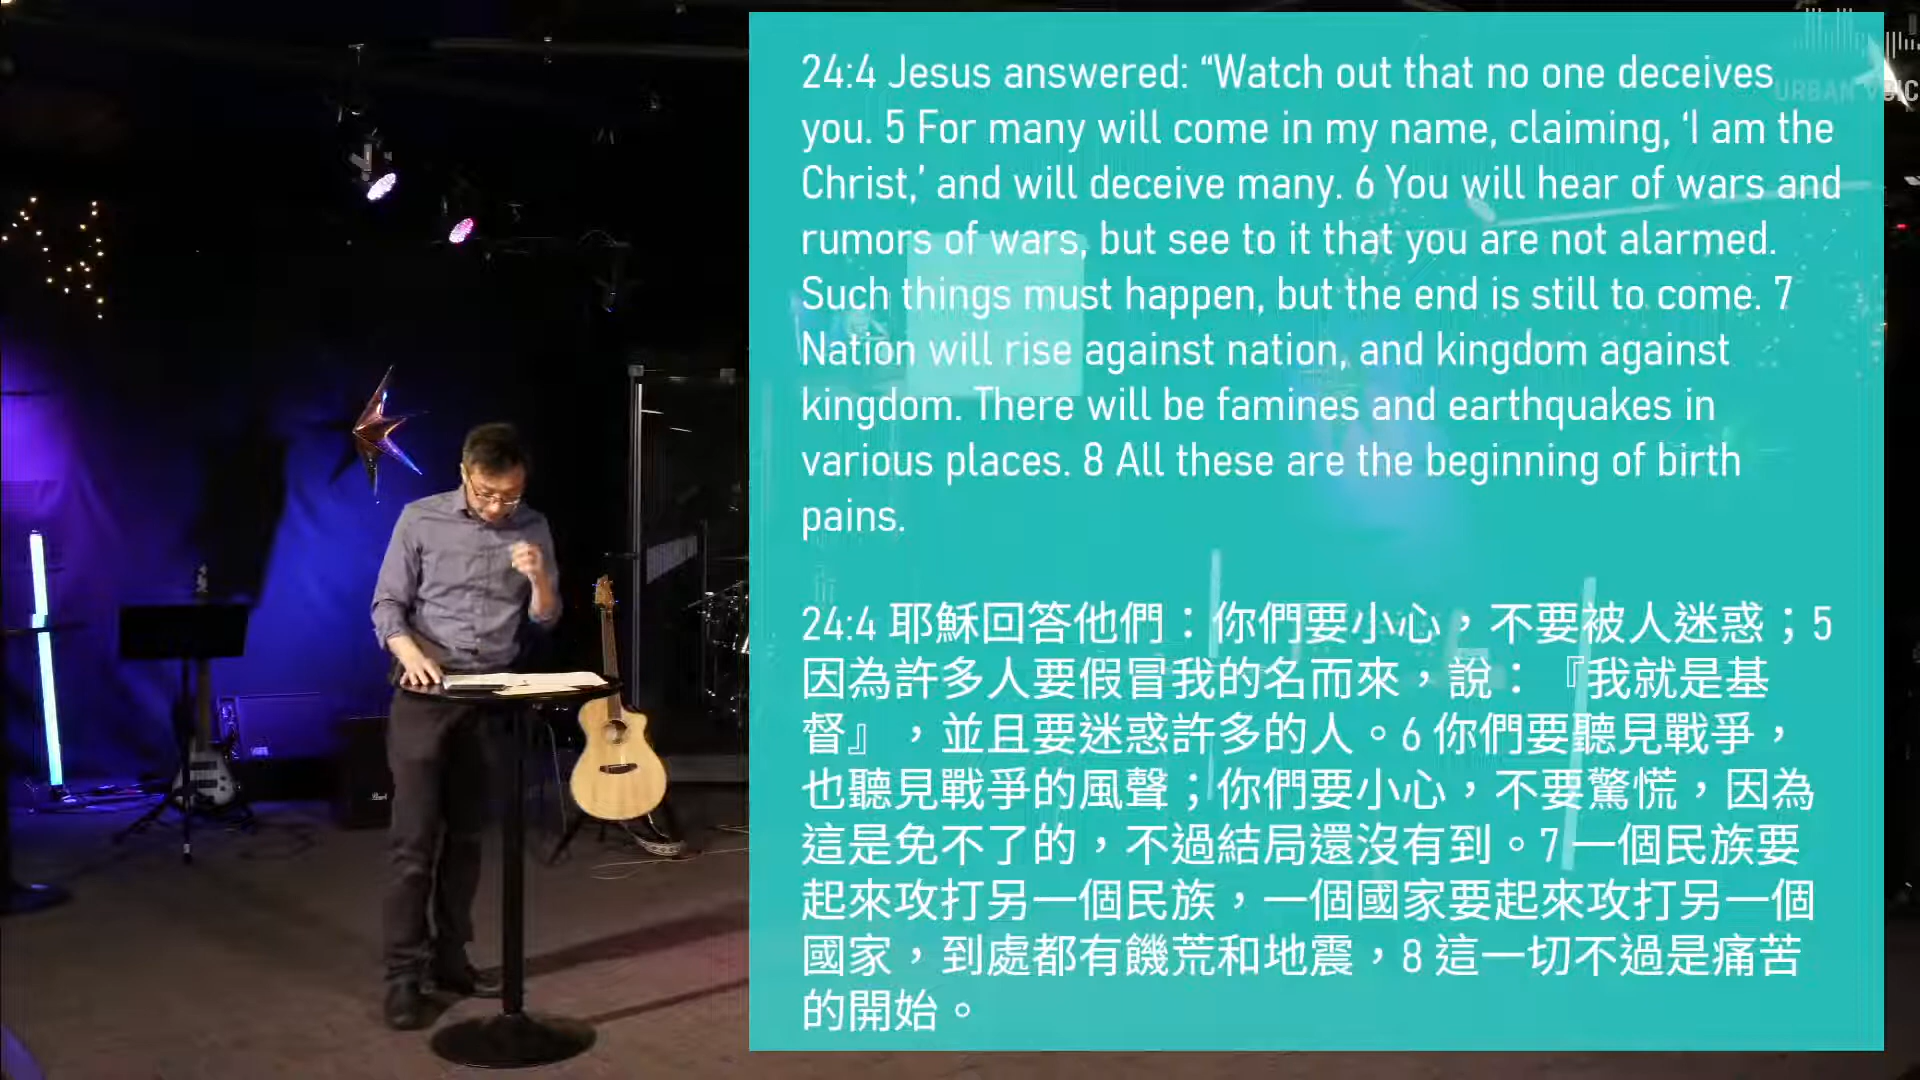 24:4 Jesus answered: “Watch out that no one deceives
you. 5 For many will come in my name, claiming, ‘I am the
Christ,’ and will deceive many. 6 You will hear of wars and
rumors of wars, but see to it that you are not alarmed.
Such things must happen, but the end is still to come. 7
Nation will rise against nation, and kingdom against
kingdom. There will be famines and earthquakes in
various places. 8 All these are the beginning of birth
pains.
24:4 耶穌回答他們：你們要小心，不要被人迷惑；5
因為許多人要假冒我的名而來，說：『我就是基
督』，並且要迷惑許多的人。6 你們要聽見戰爭，
也聽見戰爭的風聲；你們要小心，不要驚慌，因為
這是免不了的，不過結局還沒有到。7 一個民族要
起來攻打另一個民族，一個國家要起來攻打另一個
國家，到處都有饑荒和地震，8 這一切不過是痛苦
的開始。
URBAN